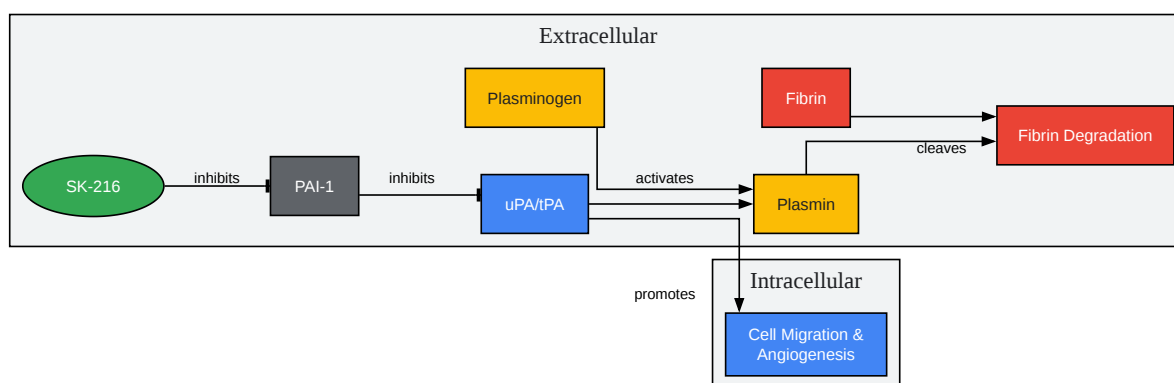 Extracellular
Plasminogen
Fibrin
Fibrin Degradation
cleaves
SK-216
inhibits
PAI-1
inhibits
uPA/tPA
activates
Plasmin
Intracellular
promotes
Cell Migration &
Angiogenesis